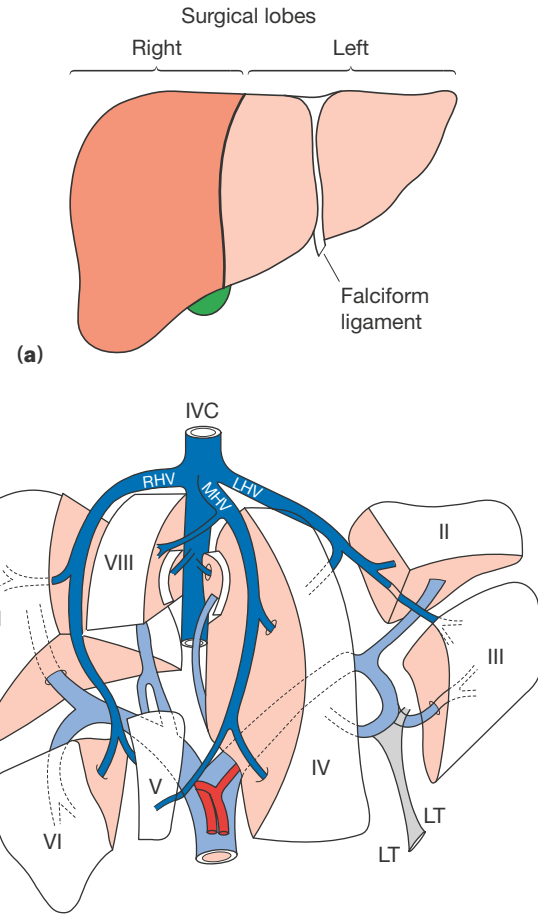 Surgical lobes
Right
Left
Falciform
ligament
(a)
IVC
RHV
MHV
LHV
II
VIII
III
IV
V
VI
LT
LT